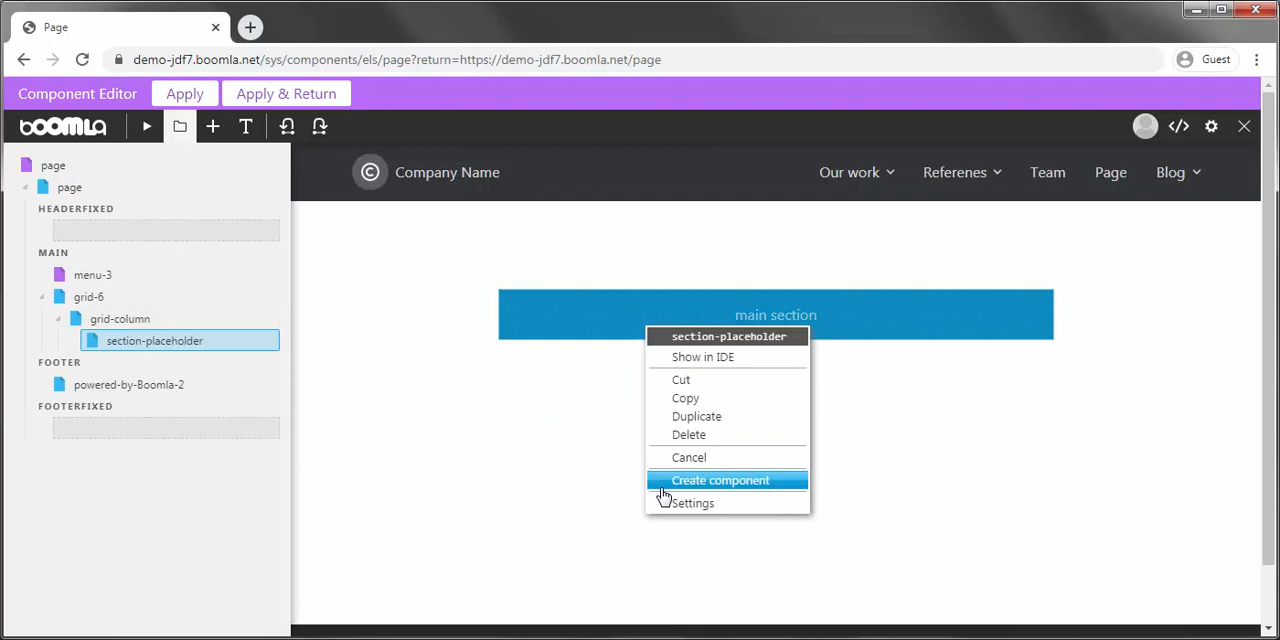 Page
demo-jdf7.boomla.net/sys/components/els/page?return=https://demo-jdf7.boomla.net/page
Guest
Component Editor
Apply
Apply & Return
BOOMLA
T
page
page
HEADERFIXED
MAIN
menu-3
grid-6
grid-column
section-placeholder
FOOTER
powered-by-Boomla-2
FOOTERFIXED
© Company Name
Our work
Referenes
Team
Page
Blog
main section
section-placeholder
Show in IDE
Cut
Copy
Duplicate
Delete
Cancel
Create component
Settings